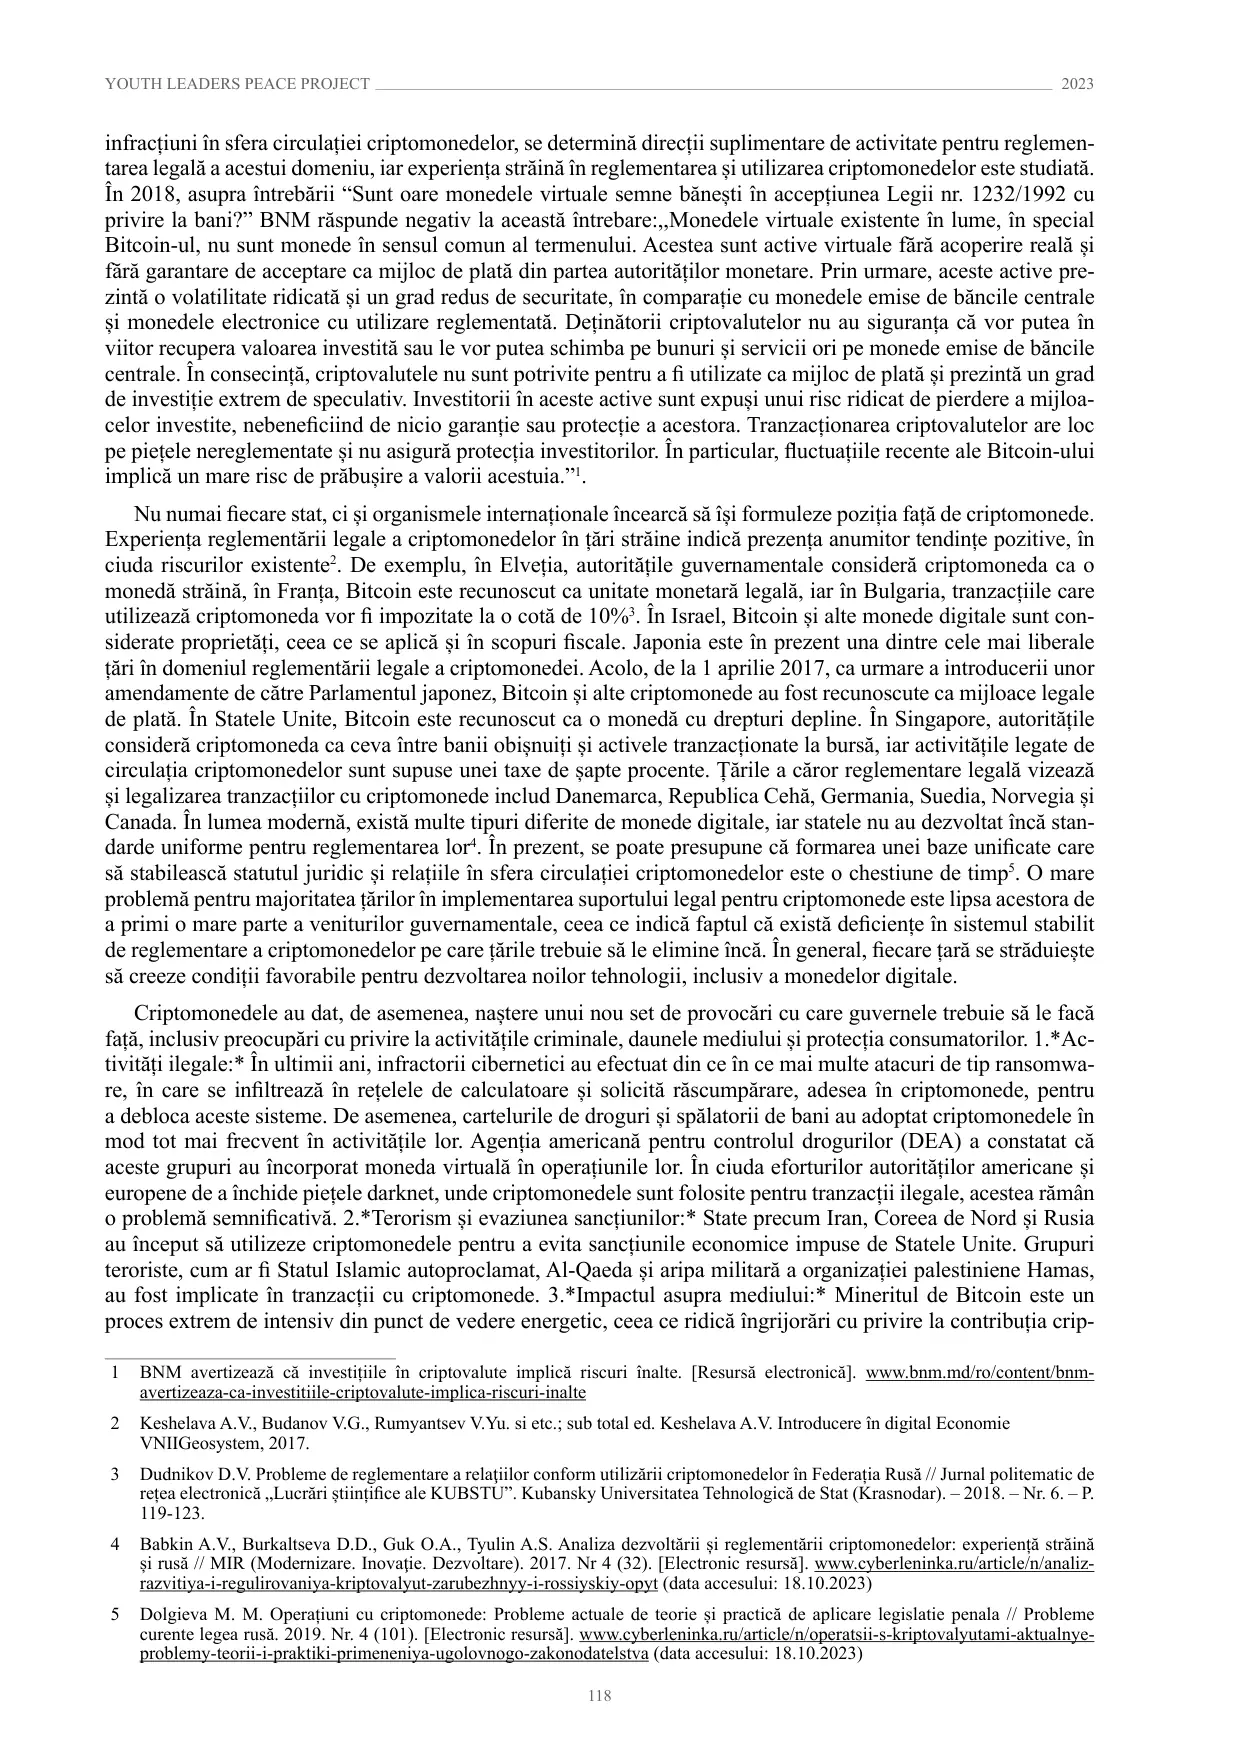 YOUTH LEADERS PEACE PROJECT 2023
infracțiuni în sfera circulației criptomonedelor, se determină direcții suplimentare de activitate pentru reglemen-
tarea legală a acestui domeniu, iar experiența străină în reglementarea și utilizarea criptomonedelor este studiată.
În 2018, asupra întrebării “Sunt oare monedele virtuale semne bănești în accepțiunea Legii nr. 1232/1992 cu
privire la bani?” BNM răspunde negativ la această întrebare:,,Monedele virtuale existente în lume, în special
Bitcoin-ul, nu sunt monede în sensul comun al termenului. Acestea sunt active virtuale fără acoperire reală și
fără garantare de acceptare ca mijloc de plată din partea autorităților monetare. Prin urmare, aceste active pre-
zintă o volatilitate ridicată și un grad redus de securitate, în comparație cu monedele emise de băncile centrale
și monedele electronice cu utilizare reglementată. Deținătorii criptovalutelor nu au siguranța că vor putea în
viitor recupera valoarea investită sau le vor putea schimba pe bunuri și servicii ori pe monede emise de băncile
centrale. În consecință, criptovalutele nu sunt potrivite pentru a fi utilizate ca mijloc de plată și prezintă un grad
de investiție extrem de speculativ. Investitorii în aceste active sunt expuși unui risc ridicat de pierdere a mijloa-
celor investite, nebeneficiind de nicio garanție sau protecție a acestora. Tranzacționarea criptovalutelor are loc
pe piețele nereglementate și nu asigură protecția investitorilor. În particular, fluctuațiile recente ale Bitcoin-ului
implică un mare risc de prăbușire a valorii acestuia.”1.
Nu numai fiecare stat, ci și organismele internaționale încearcă să își formuleze poziția față de criptomonede.
Experiența reglementării legale a criptomonedelor în țări străine indică prezența anumitor tendințe pozitive, în
ciuda riscurilor existente2. De exemplu, în Elveția, autoritățile guvernamentale consideră criptomoneda ca o
monedă străină, în Franța, Bitcoin este recunoscut ca unitate monetară legală, iar în Bulgaria, tranzacțiile care
utilizează criptomoneda vor fi impozitate la o cotă de 10%3. În Israel, Bitcoin și alte monede digitale sunt con-
siderate proprietăți, ceea ce se aplică și în scopuri fiscale. Japonia este în prezent una dintre cele mai liberale
țări în domeniul reglementării legale a criptomonedei. Acolo, de la 1 aprilie 2017, ca urmare a introducerii unor
amendamente de către Parlamentul japonez, Bitcoin și alte criptomonede au fost recunoscute ca mijloace legale
de plată. În Statele Unite, Bitcoin este recunoscut ca o monedă cu drepturi depline. În Singapore, autoritățile
consideră criptomoneda ca ceva între banii obișnuiți și activele tranzacționate la bursă, iar activitățile legate de
circulația criptomonedelor sunt supuse unei taxe de șapte procente. Țările a căror reglementare legală vizează
și legalizarea tranzacțiilor cu criptomonede includ Danemarca, Republica Cehă, Germania, Suedia, Norvegia și
Canada. În lumea modernă, există multe tipuri diferite de monede digitale, iar statele nu au dezvoltat încă stan-
darde uniforme pentru reglementarea lor4. În prezent, se poate presupune că formarea unei baze unificate care
să stabilească statutul juridic și relațiile în sfera circulației criptomonedelor este o chestiune de timp5. O mare
problemă pentru majoritatea țărilor în implementarea suportului legal pentru criptomonede este lipsa acestora de
a primi o mare parte a veniturilor guvernamentale, ceea ce indică faptul că există deficiențe în sistemul stabilit
de reglementare a criptomonedelor pe care țările trebuie să le elimine încă. În general, fiecare țară se străduiește
să creeze condiții favorabile pentru dezvoltarea noilor tehnologii, inclusiv a monedelor digitale.
Criptomonedele au dat, de asemenea, naștere unui nou set de provocări cu care guvernele trebuie să le facă
față, inclusiv preocupări cu privire la activitățile criminale, daunele mediului și protecția consumatorilor. 1.*Ac-
tivități ilegale:* În ultimii ani, infractorii cibernetici au efectuat din ce în ce mai multe atacuri de tip ransomwa-
re, în care se infiltrează în rețelele de calculatoare și solicită răscumpărare, adesea în criptomonede, pentru
a debloca aceste sisteme. De asemenea, cartelurile de droguri și spălatorii de bani au adoptat criptomonedele în
mod tot mai frecvent în activitățile lor. Agenția americană pentru controlul drogurilor (DEA) a constatat că
aceste grupuri au încorporat moneda virtuală în operațiunile lor. În ciuda eforturilor autorităților americane și
europene de a închide piețele darknet, unde criptomonedele sunt folosite pentru tranzacții ilegale, acestea rămân
o problemă semnificativă. 2.*Terorism și evaziunea sancțiunilor:* State precum Iran, Coreea de Nord și Rusia
au început să utilizeze criptomonedele pentru a evita sancțiunile economice impuse de Statele Unite. Grupuri
teroriste, cum ar fi Statul Islamic autoproclamat, Al-Qaeda și aripa militară a organizației palestiniene Hamas,
au fost implicate în tranzacții cu criptomonede. 3.*Impactul asupra mediului:* Mineritul de Bitcoin este un
proces extrem de intensiv din punct de vedere energetic, ceea ce ridică îngrijorări cu privire la contribuția crip-
1 BNM avertizează că investițiile în criptovalute implică riscuri înalte. [Resursă electronică]. www.bnm.md/ro/content/bnm-
avertizeaza-ca-investitiile-criptovalute-implica-riscuri-inalte
2 Keshelava A.V., Budanov V.G., Rumyantsev V.Yu. si etc.; sub total ed. Keshelava A.V. Introducere în digital Economie
VNIIGeosystem, 2017.
3 Dudnikov D.V. Probleme de reglementare a relaţiilor conform utilizării criptomonedelor în Federația Rusă // Jurnal politematic de
rețea electronică „Lucrări științifice ale KUBSTU”. Kubansky Universitatea Tehnologică de Stat (Krasnodar). – 2018. – Nr. 6. – P.
119-123.
4 Babkin A.V., Burkaltseva D.D., Guk O.A., Tyulin A.S. Analiza dezvoltării și reglementării criptomonedelor: experiență străină
și rusă // MIR (Modernizare. Inovaţie. Dezvoltare). 2017. Nr 4 (32). [Electronic resursă]. www.cyberleninka.ru/article/n/analiz-
razvitiya-i-regulirovaniya-kriptovalyut-zarubezhnyy-i-rossiyskiy-opyt (data accesului: 18.10.2023)
5 Dolgieva M. M. Operațiuni cu criptomonede: Probleme actuale de teorie și practică de aplicare legislatie penala // Probleme
curente legea rusă. 2019. Nr. 4 (101). [Electronic resursă]. www.cyberleninka.ru/article/n/operatsii-s-kriptovalyutami-aktualnye-
problemy-teorii-i-praktiki-primeneniya-ugolovnogo-zakonodatelstva (data accesului: 18.10.2023)
118